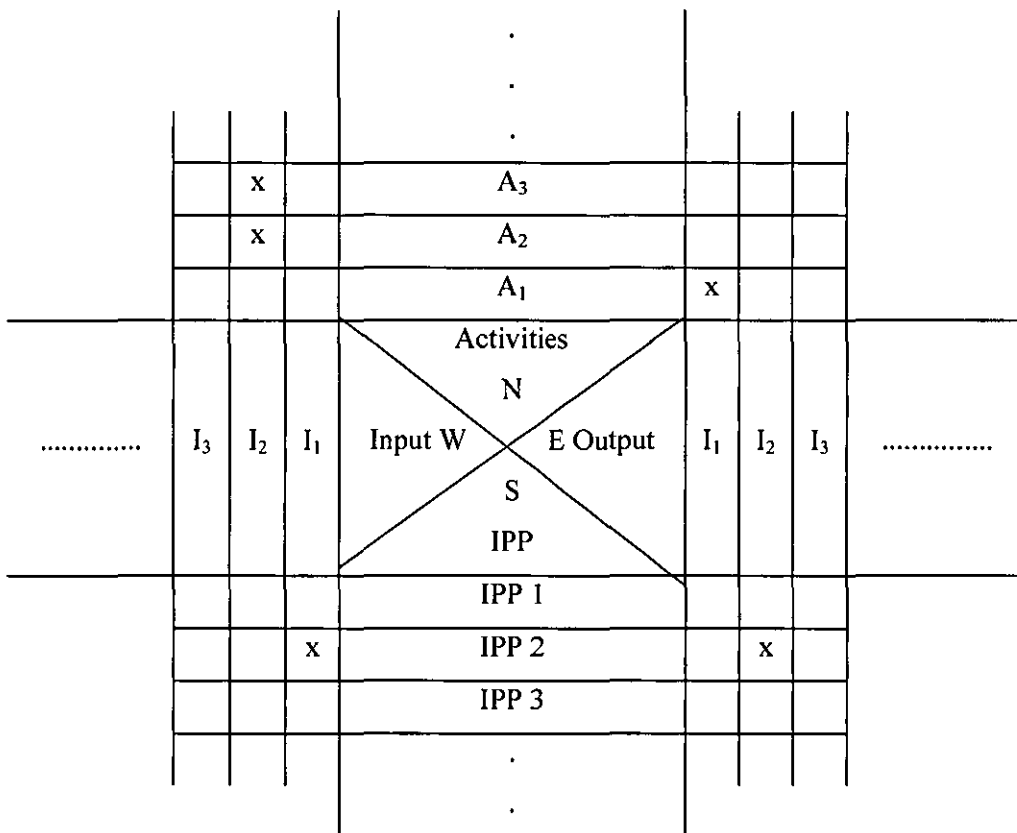 .
.
.
x A₃
x A₂
A₁ x
Activities
N
.............. I₃ I₂ I₁ Input W E Output I₁ I₂ I₃ ...............
S
IPP
IPP 1
x IPP 2 x
IPP 3
.
.